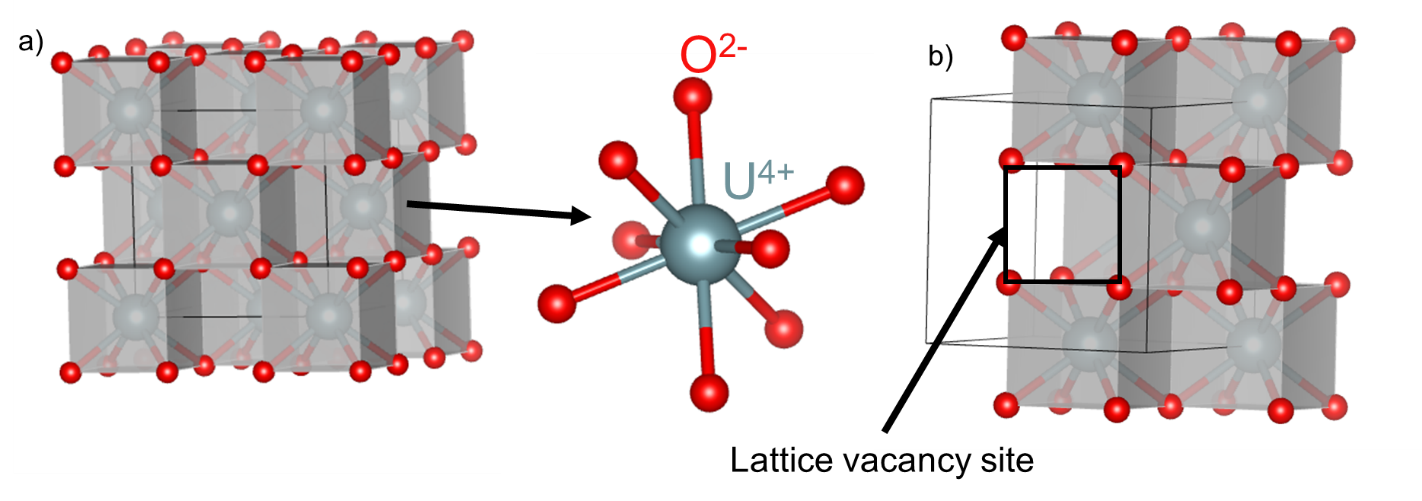 a)
O²⁻
U⁴⁺
b)
Lattice vacancy site